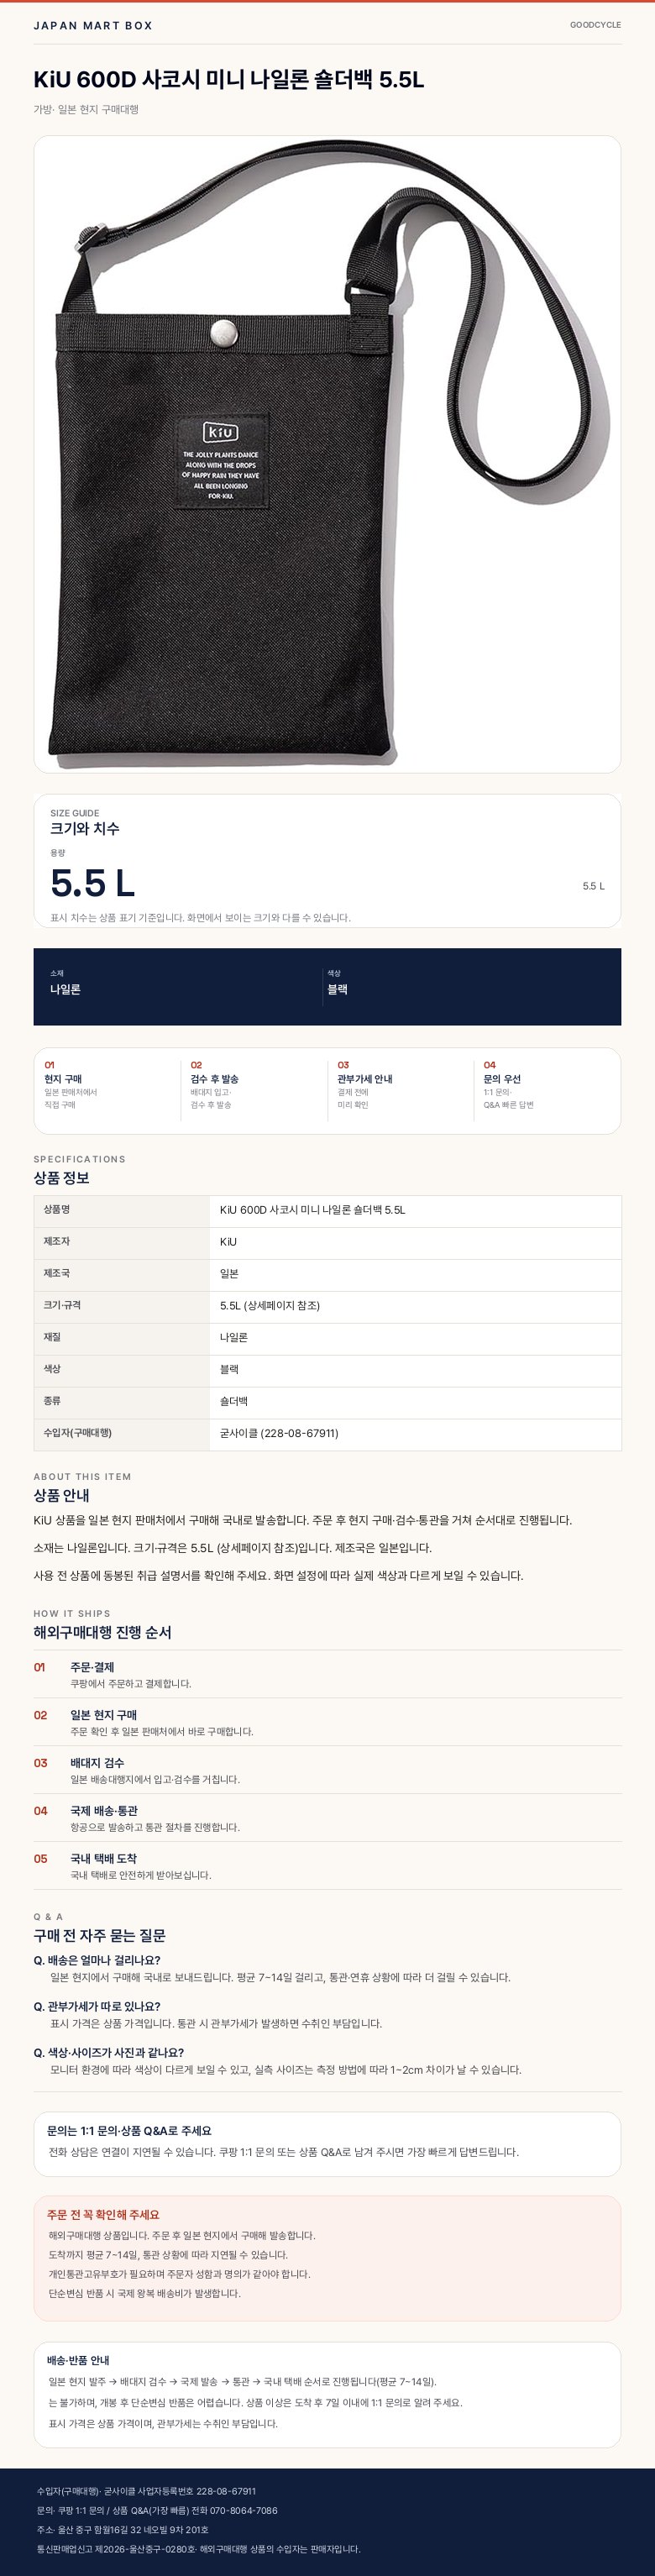 JAPAN MART BOX
GOODCYCLE
KiU 600D 사코시 미니 나일론 숄더백 5.5L
가방· 일본 현지 구매대행
kiu
THE JOLLY PLANTS DANCE
ALONG WITH THE DROPS
OF HAPPY RAIN THEY HAVE
ALL BEEN LONGING
FOR-KIU.
SIZE GUIDE
크기와 치수
용량
5.5 L
5.5 L
표시 치수는 상품 표기 기준입니다. 화면에서 보이는 크기와 다를 수 있습니다.
소재
나일론
색상
블랙
01
현지 구매
일본 판매처에서
직접 구매
02
검수 후 발송
배대지 입고·
검수 후 발송
03
관부가세 안내
결제 전에
미리 확인
04
문의 우선
1:1 문의·
Q&A 빠른 답변
SPECIFICATIONS
상품 정보
상품명 KiU 600D 사코시 미니 나일론 숄더백 5.5L
제조자 KiU
제조국 일본
크기·규격 5.5L (상세페이지 참조)
재질 나일론
색상 블랙
종류 숄더백
수입자(구매대행) 굳사이클 (228-08-67911)
ABOUT THIS ITEM
상품 안내
KiU 상품을 일본 현지 판매처에서 구매해 국내로 발송합니다. 주문 후 현지 구매·검수·통관을 거쳐 순서대로 진행됩니다.
소재는 나일론입니다. 크기·규격은 5.5L (상세페이지 참조)입니다. 제조국은 일본입니다.
사용 전 상품에 동봉된 취급 설명서를 확인해 주세요. 화면 설정에 따라 실제 색상과 다르게 보일 수 있습니다.
HOW IT SHIPS
해외구매대행 진행 순서
01 주문·결제
쿠팡에서 주문하고 결제합니다.
02 일본 현지 구매
주문 확인 후 일본 판매처에서 바로 구매합니다.
03 배대지 검수
일본 배송대행지에서 입고·검수를 거칩니다.
04 국제 배송·통관
항공으로 발송하고 통관 절차를 진행합니다.
05 국내 택배 도착
국내 택배로 안전하게 받아보십니다.
Q & A
구매 전 자주 묻는 질문
Q. 배송은 얼마나 걸리나요?
일본 현지에서 구매해 국내로 보내드립니다. 평균 7~14일 걸리고, 통관·연휴 상황에 따라 더 걸릴 수 있습니다.
Q. 관부가세가 따로 있나요?
표시 가격은 상품 가격입니다. 통관 시 관부가세가 발생하면 수취인 부담입니다.
Q. 색상·사이즈가 사진과 같나요?
모니터 환경에 따라 색상이 다르게 보일 수 있고, 실측 사이즈는 측정 방법에 따라 1~2cm 차이가 날 수 있습니다.
문의는 1:1 문의·상품 Q&A로 주세요
전화 상담은 연결이 지연될 수 있습니다. 쿠팡 1:1 문의 또는 상품 Q&A로 남겨 주시면 가장 빠르게 답변드립니다.
주문 전 꼭 확인해 주세요
해외구매대행 상품입니다. 주문 후 일본 현지에서 구매해 발송합니다.
도착까지 평균 7~14일, 통관 상황에 따라 지연될 수 있습니다.
개인통관고유부호가 필요하며 주문자 성함과 명의가 같아야 합니다.
단순변심 반품 시 국제 왕복 배송비가 발생합니다.
배송·반품 안내
일본 현지 발주 → 배대지 검수 → 국제 발송 → 통관 → 국내 택배 순서로 진행됩니다(평균 7~14일).
는 불가하며, 개봉 후 단순변심 반품은 어렵습니다. 상품 이상은 도착 후 7일 이내에 1:1 문의로 알려 주세요.
표시 가격은 상품 가격이며, 관부가세는 수취인 부담입니다.
수입자(구매대행)· 굳사이클 사업자등록번호 228-08-67911
문의· 쿠팡 1:1 문의 / 상품 Q&A(가장 빠름) 전화 070-8064-7086
주소· 울산 중구 함월16길 32 네오빌 9차 201호
통신판매업신고 제2026-울산중구-0280호· 해외구매대행 상품의 수입자는 판매자입니다.